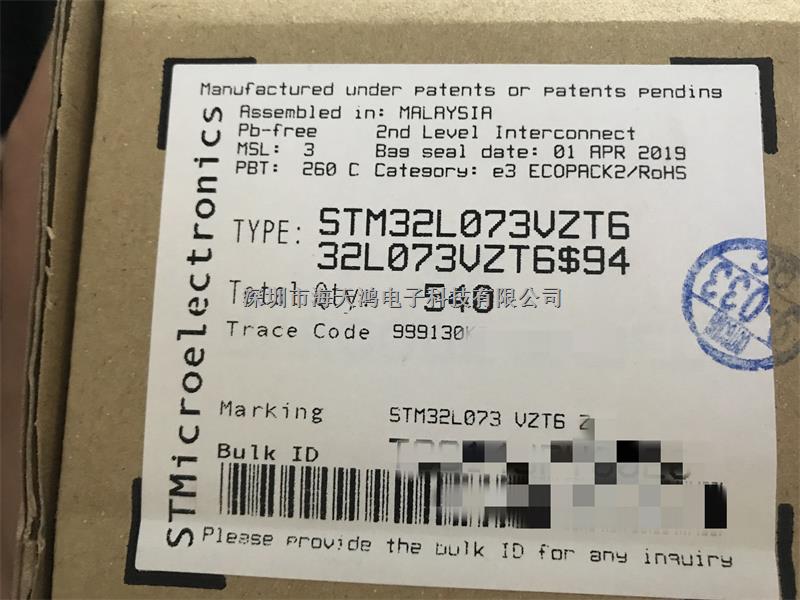 Manufactured under patents or patents pending
Assembled in: MALAYSIA
Pb-free 2nd Level Interconnect
MSL: 3 Bag seal date: 01 APR 2019
PBT: 260 C Category: e3 ECOPACK2/RoHS
TYPE: STM32L073VZT6
32L073VZT6$94
Total Qty 540
深圳市海天鸿电子科技有限公司
Trace Code 999130
Marking STM32L073 VZT6 Z
Bulk ID
Please provide the bulk ID for any inquiry
STMicroelectronics